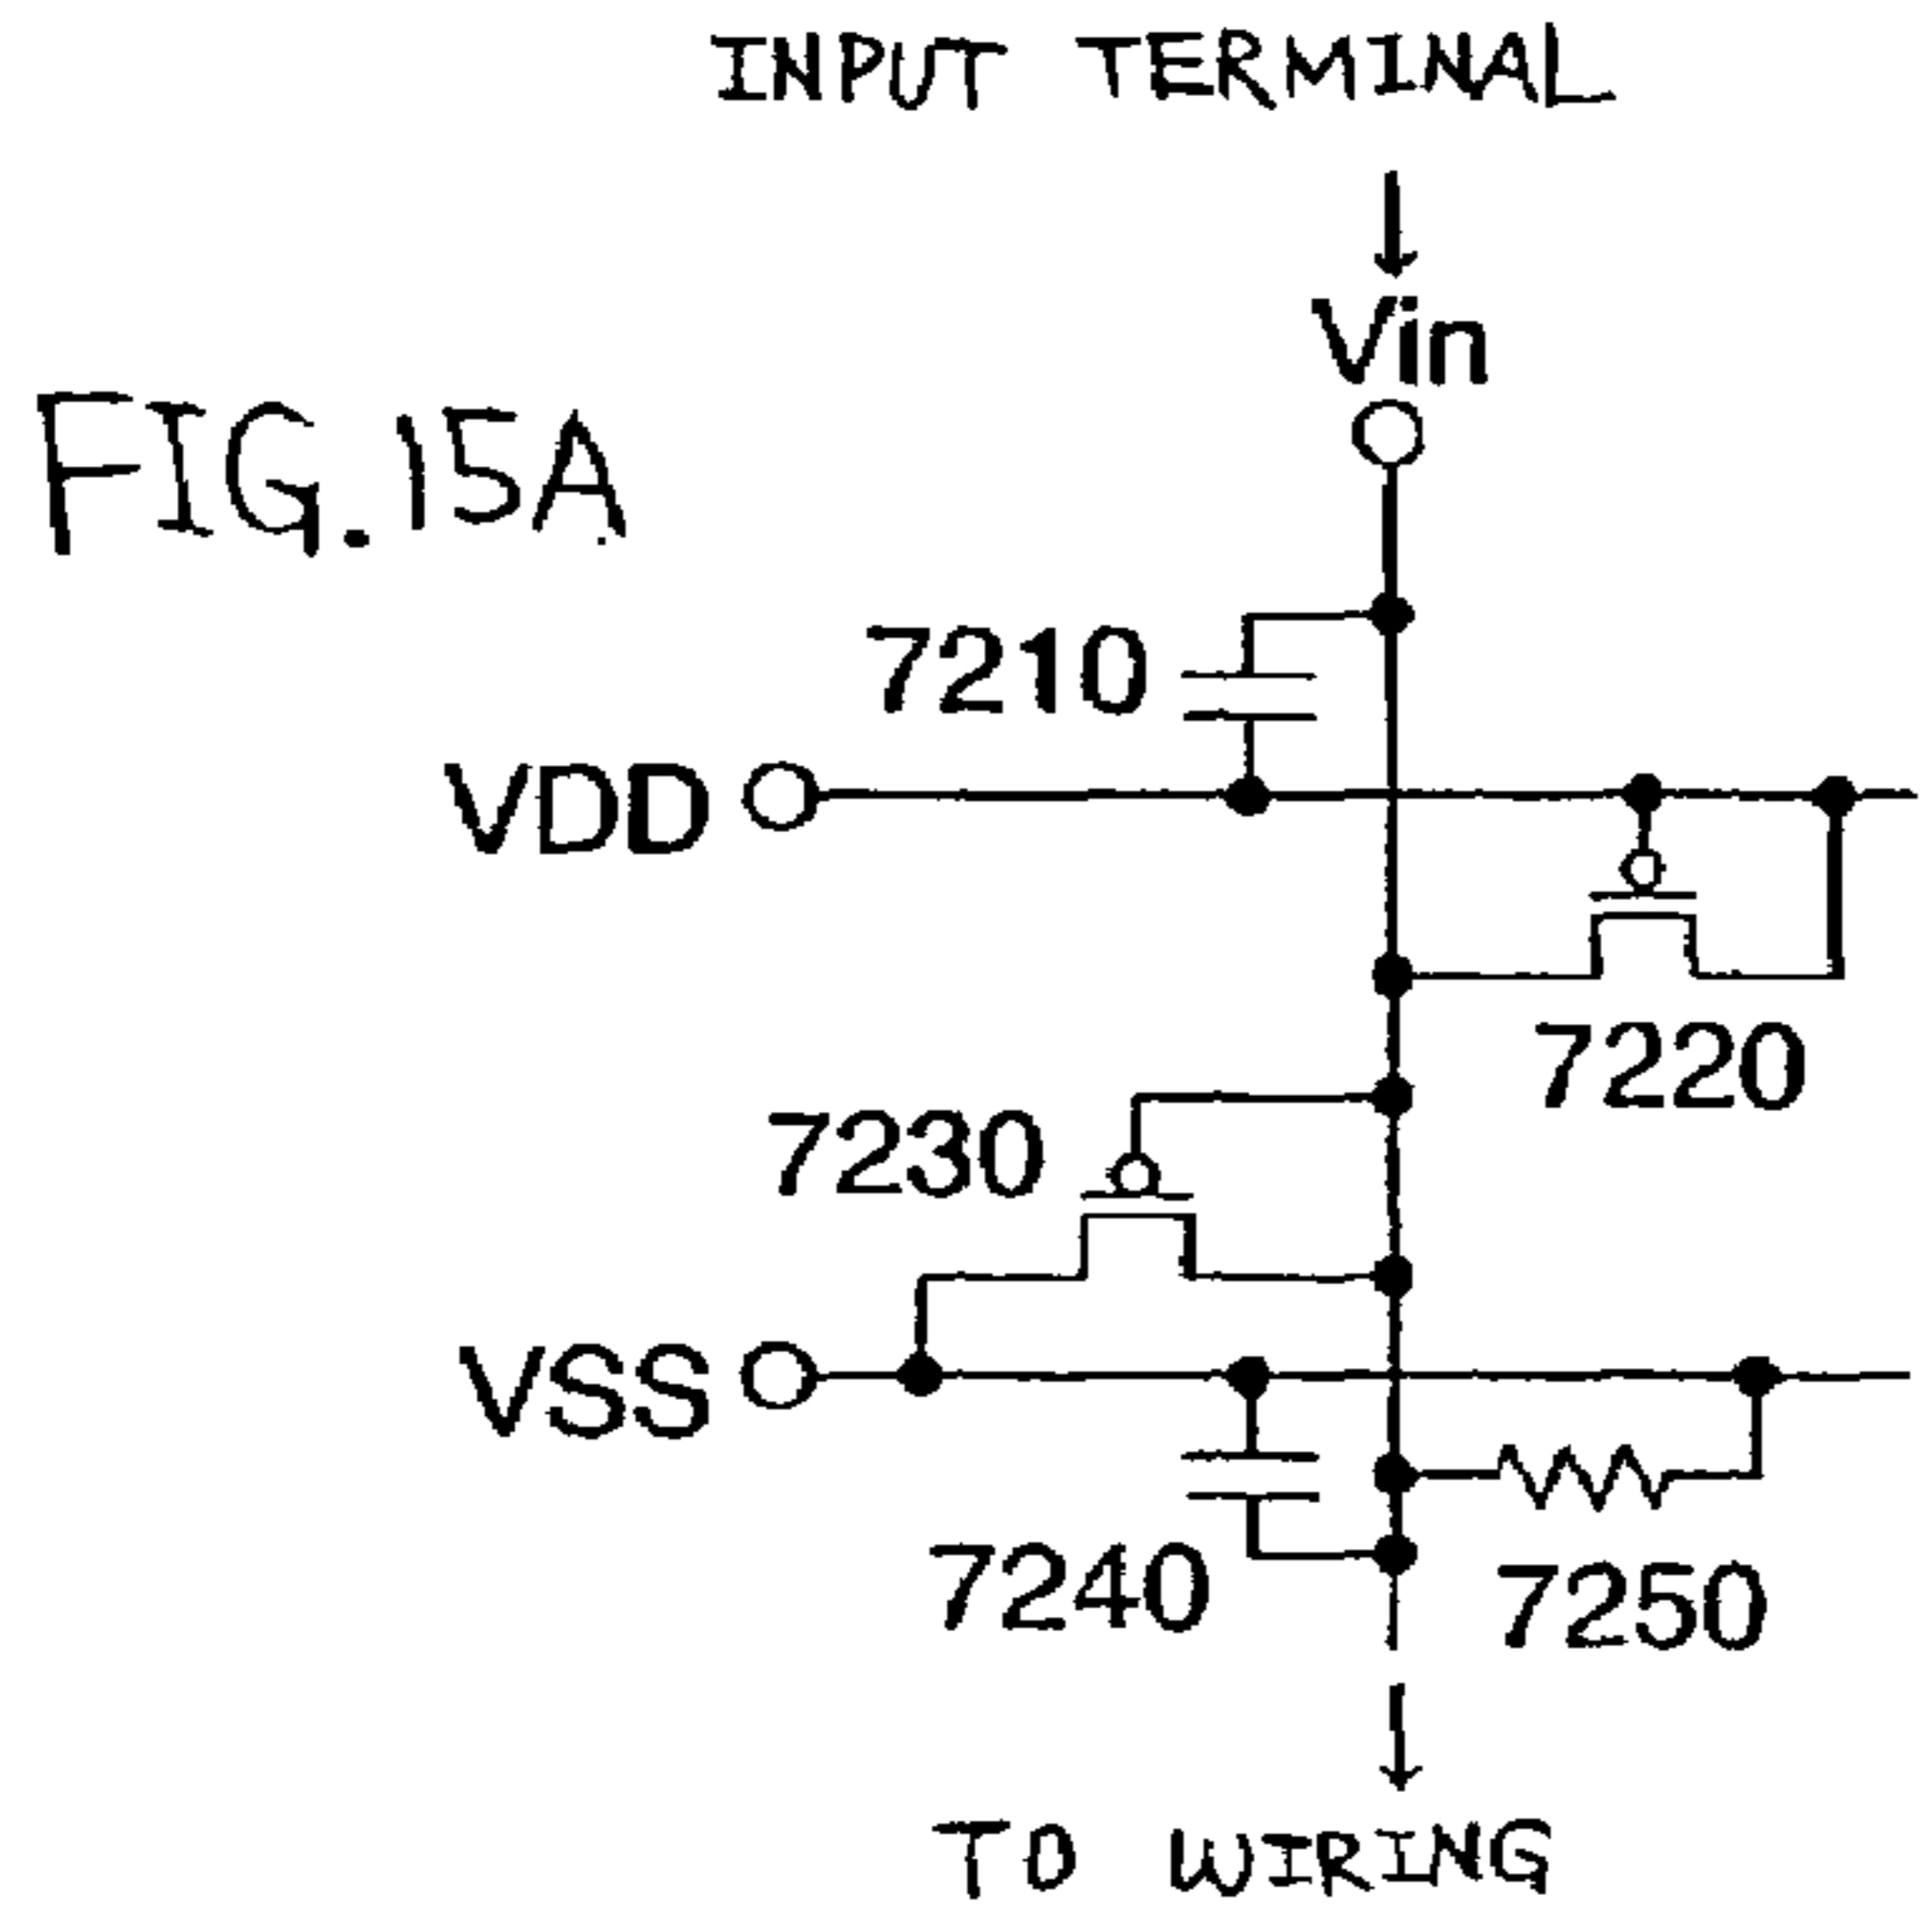 INPUT TERMINAL
Vin
FIG. 15A
7210
VDD
7220
7230
VSS
7240
7250
TO WIRING